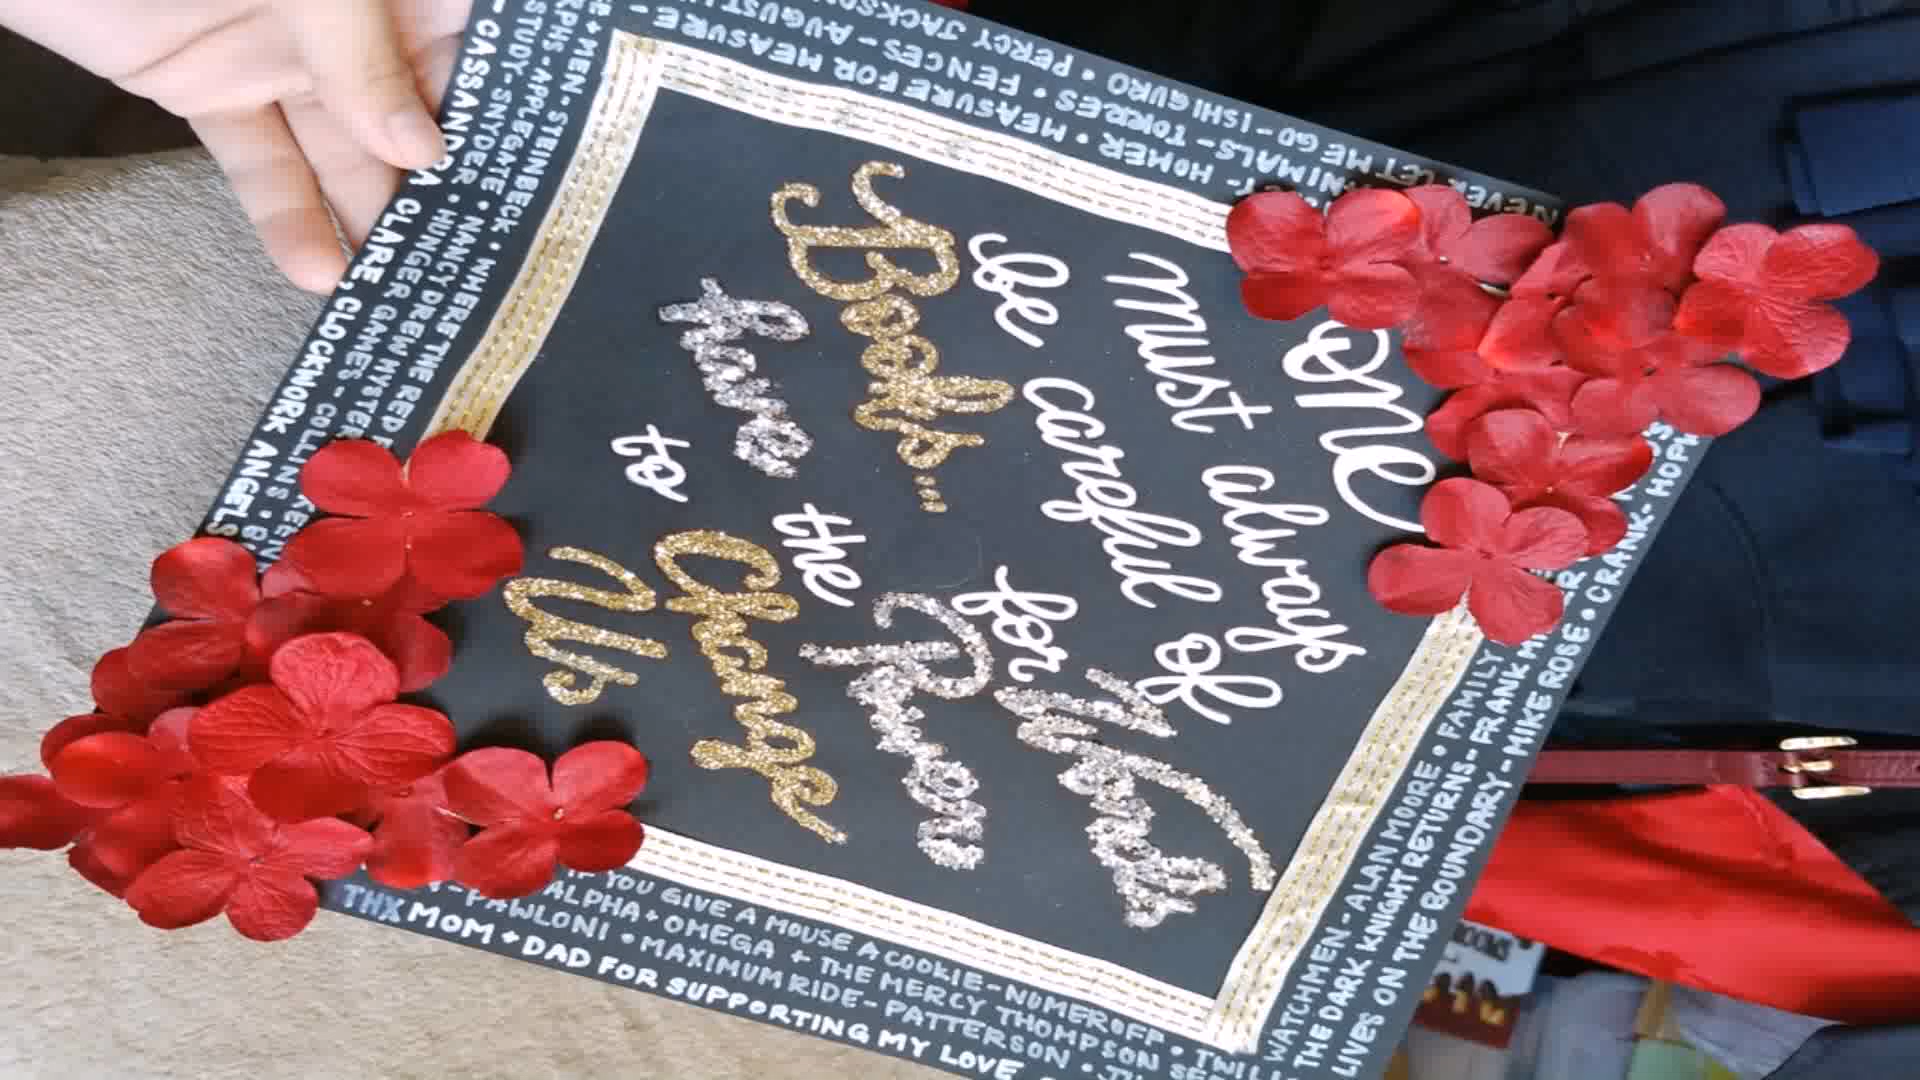 One
must always
be careful of
Books... for Words
have the Power
to Change
Us
NEVER LET ME GO - ISHIGURO • PERCY JACKSON
ANIMALS - TORRES • FENCES - AUGUST
HOMER • MEASURE FOR MEASURE
+ MEN - STEINBECK • WHERE THE RED
- APPLEGATE • NANCY DREW
STUDY - SNYDER • HUNGER GAMES - COLLINS •
- CASSANDRA CLARE, CLOCKWORK ANGELS
IF YOU GIVE A MOUSE A COOKIE - NUMEROFF •
ALPHA + OMEGA + THE MERCY THOMPSON
- PAWLONI • MAXIMUM RIDE - PATTERSON •
THX MOM + DAD FOR SUPPORTING MY LOVE
WATCHMEN - ALAN MORE • FAMILY
THE DARK KNIGHT RETURNS - FRANK
LIVES ON THE BOUNDARY - MIKE ROSE • CRANK -